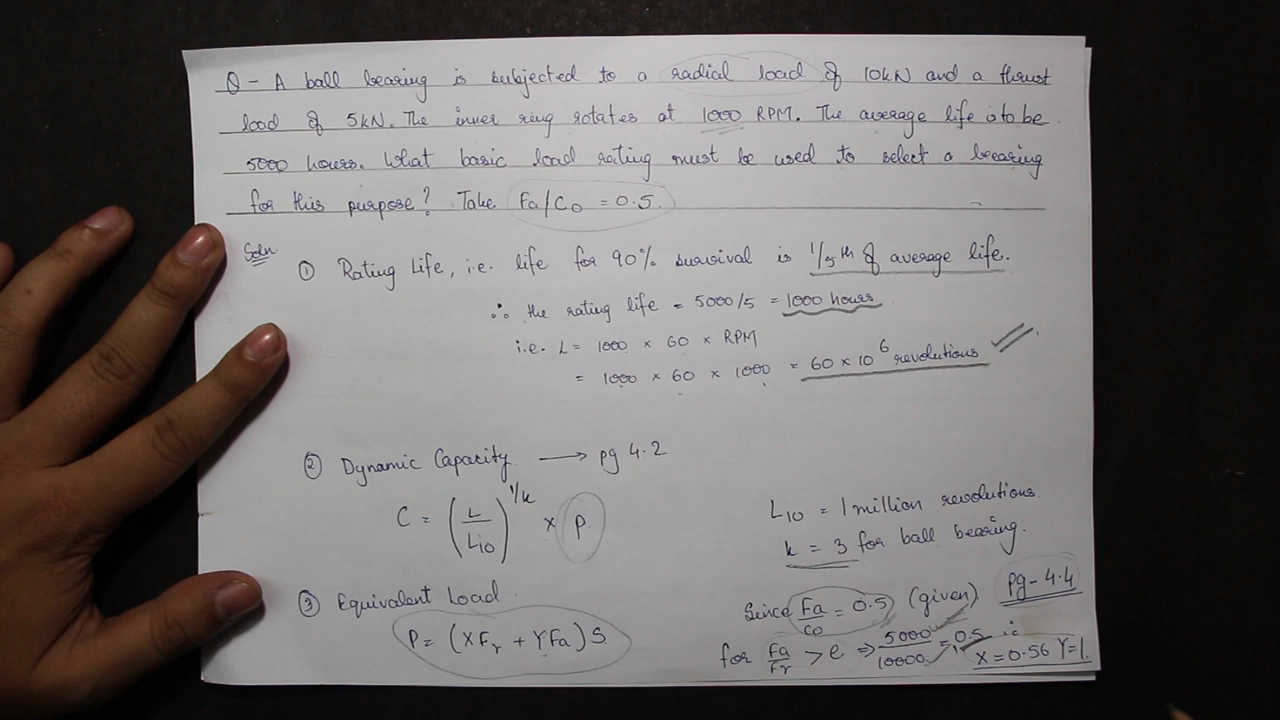 Q - A ball bearing is subjected to a radial load of 10kN and a thrust
load of 5kN. The inner ring rotates at 1000 RPM. The average life is to be
5000 hours. What basic load rating must be used to select a bearing
for this purpose? Take Fa/Co = 0.5.
Soln
① Rating Life, i.e. life for 90% survival is 1/5th of average life.
∴ the rating life = 5000/5 = 1000 hours.
i.e. L = 1000 × 60 × RPM
= 1000 × 60 × 1000 = 60 × 10⁶ revolutions
② Dynamic Capacity → pg 4.2
C = (L/L10)^1/k × P.
L10 = 1 million revolutions.
k = 3 for ball bearing.
③ Equivalent Load.
P = (XFr + YFa) S
Since Fa/Co = 0.5 (given) pg - 4.4
for Fa/Fr > e ⇒ 5000/10000 = 0.5 is
X = 0.56 Y = 1.